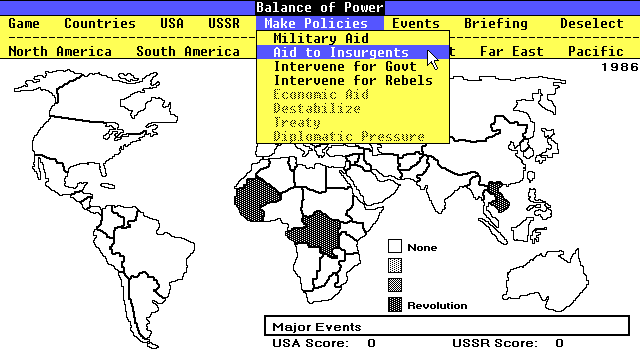 Balance of Power
Game Countries USA USSR Make Policies Events Briefing Deselect
North America South America t Far East Pacific
Military Aid
Aid to Insurgents
Intervene for Govt
Intervene for Rebels
Economic Aid
Destabilize
Treaty
Diplomatic Pressure
1986
None
Revolution
Major Events
USA Score: 0 USSR Score: 0